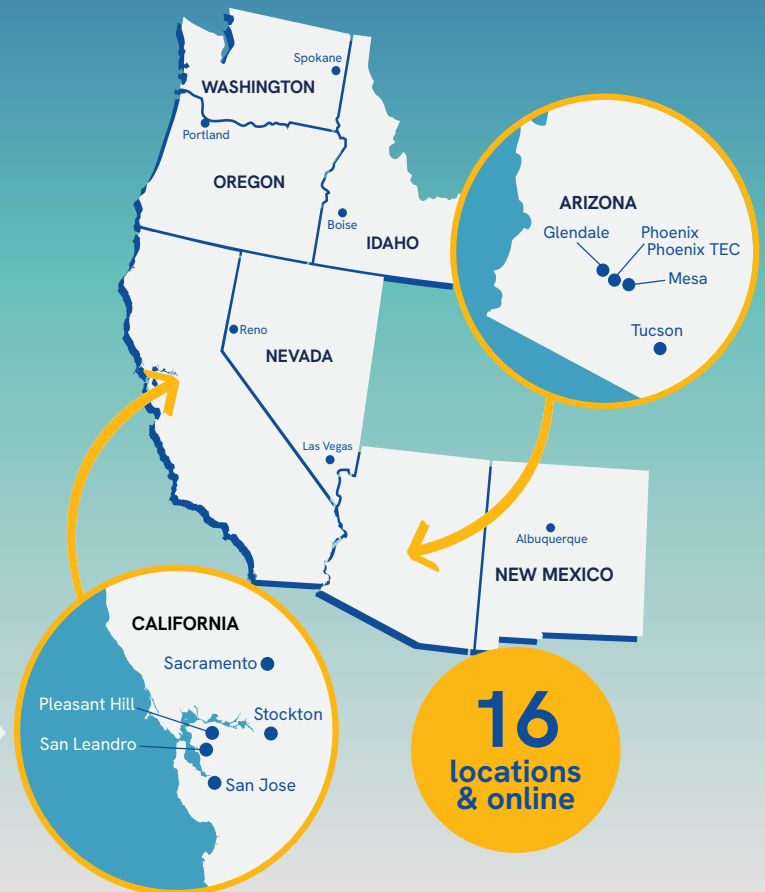 Spokane
WASHINGTON
Portland
OREGON
Boise
IDAHO
ARIZONA
Glendale
Phoenix
Phoenix TEC
Mesa
Tucson
Reno
NEVADA
Las Vegas
Albuquerque
NEW MEXICO
CALIFORNIA
Sacramento
Pleasant Hill
Stockton
San Leandro
San Jose
16
locations
& online